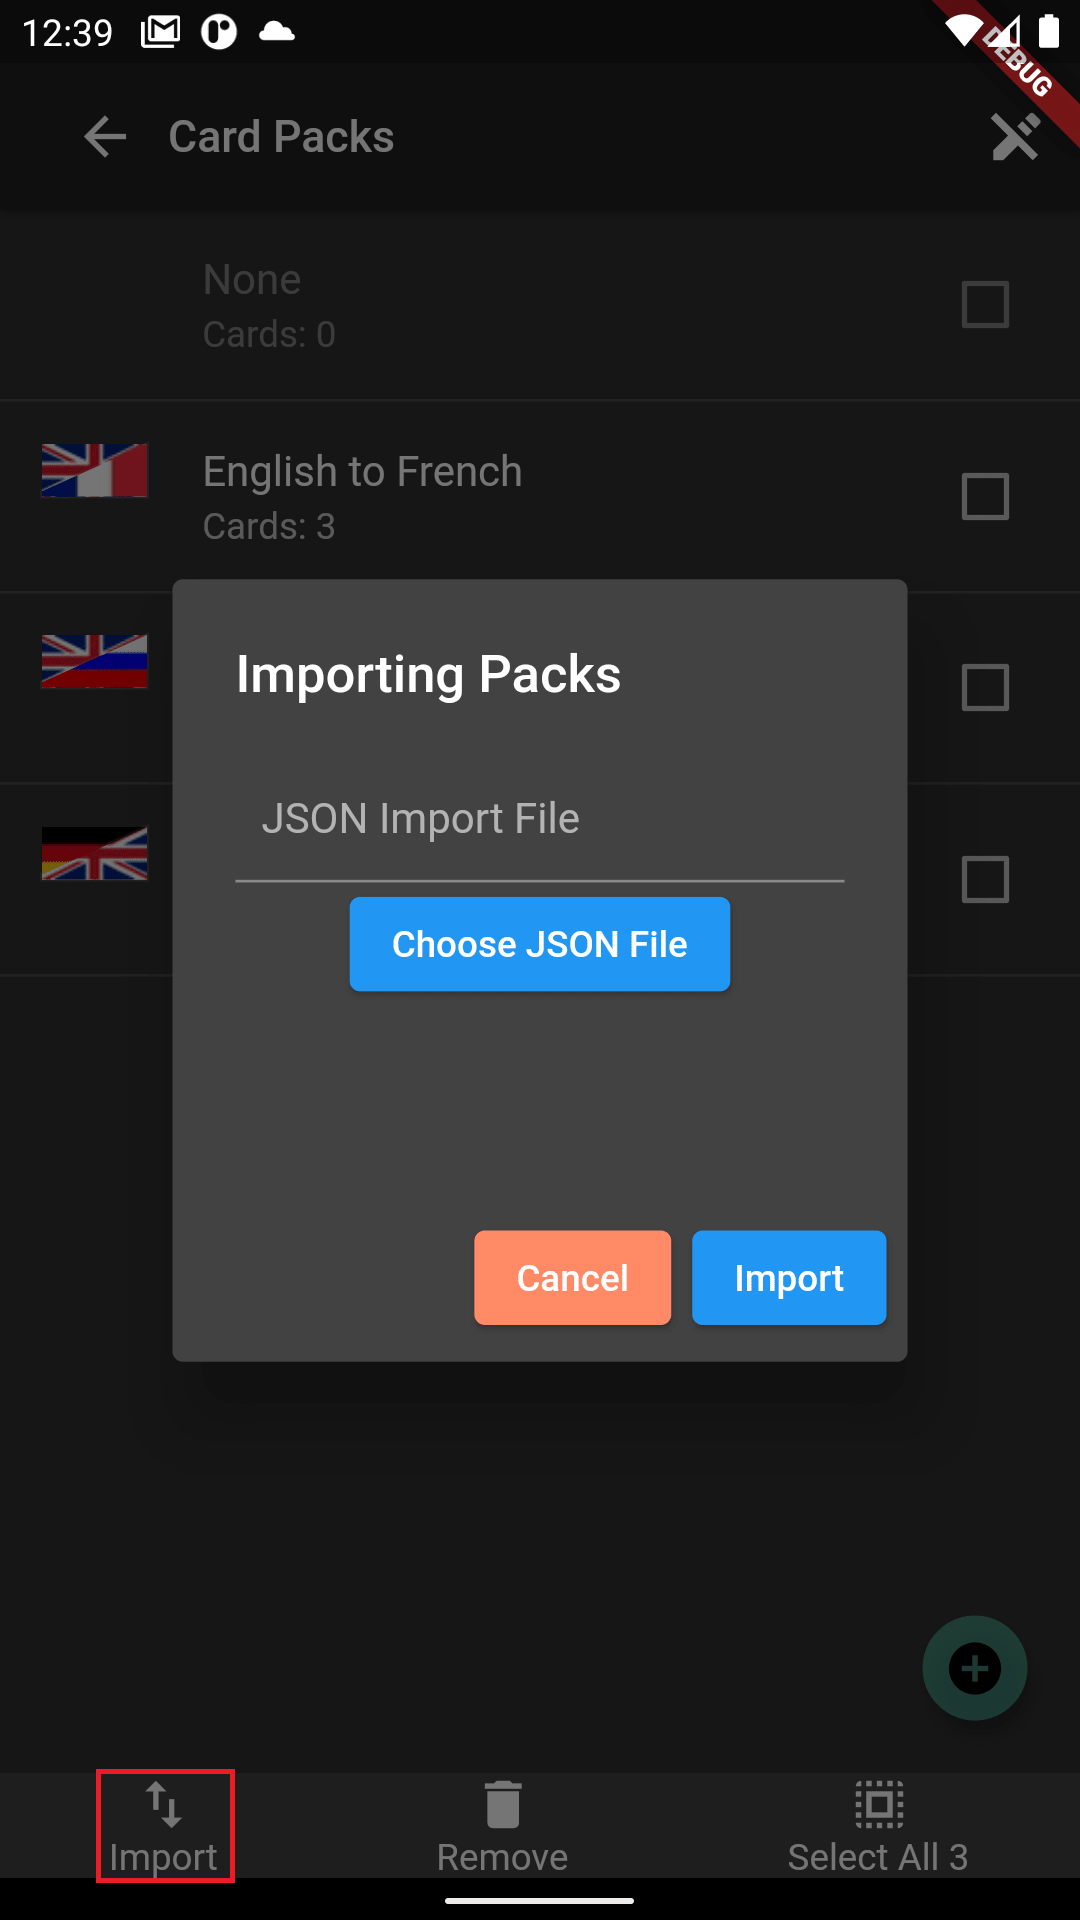 12:39
DEBUG
Card Packs
None
Cards: 0
English to French
Cards: 3
Importing Packs
JSON Import File
Choose JSON File
Cancel
Import
Import
Remove
Select All 3